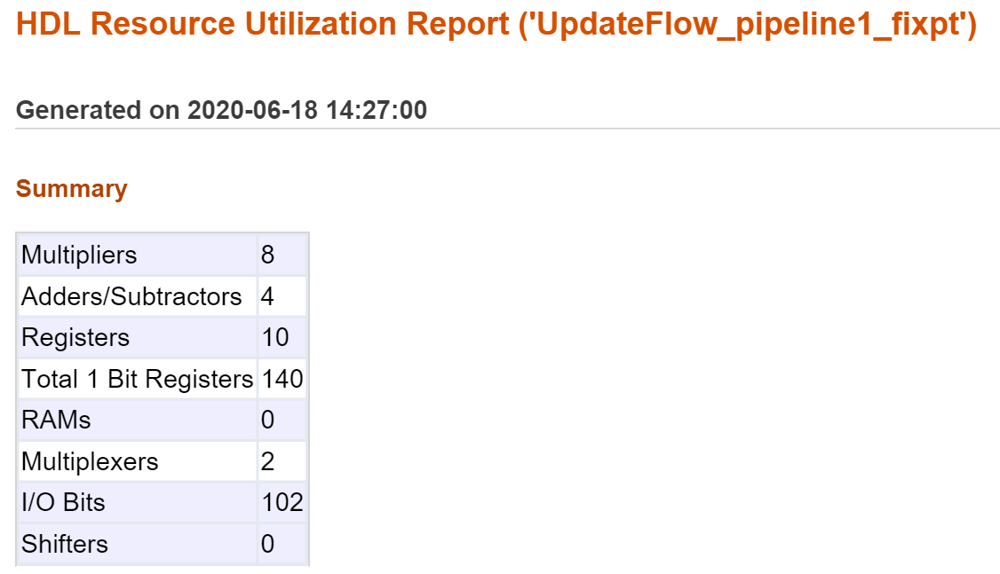 HDL Resource Utilization Report ('UpdateFlow_pipeline1_fixpt')
Generated on 2020-06-18 14:27:00
Summary
Multipliers 8
Adders/Subtractors 4
Registers 10
Total 1 Bit Registers 140
RAMs 0
Multiplexers 2
I/O Bits 102
Shifters 0